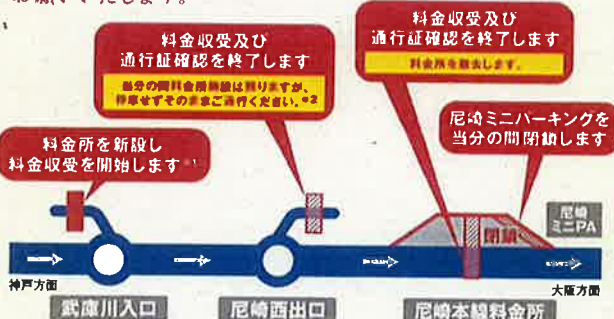 お願いいたします。
料金収受及び
通行証確認を終了します
料金所を撤去します。
料金収受及び
通行証確認を終了します
当分の間料金所施設は残りますが、
停車せずそのままご通行ください。※2
尼崎ミニパーキングを
当分の間閉鎖します
料金所を新設し
料金収受を開始します※1
尼崎
ミニPA
閉鎖
神戸方面
大阪方面
武庫川入口
尼崎西出口
尼崎本線料金所